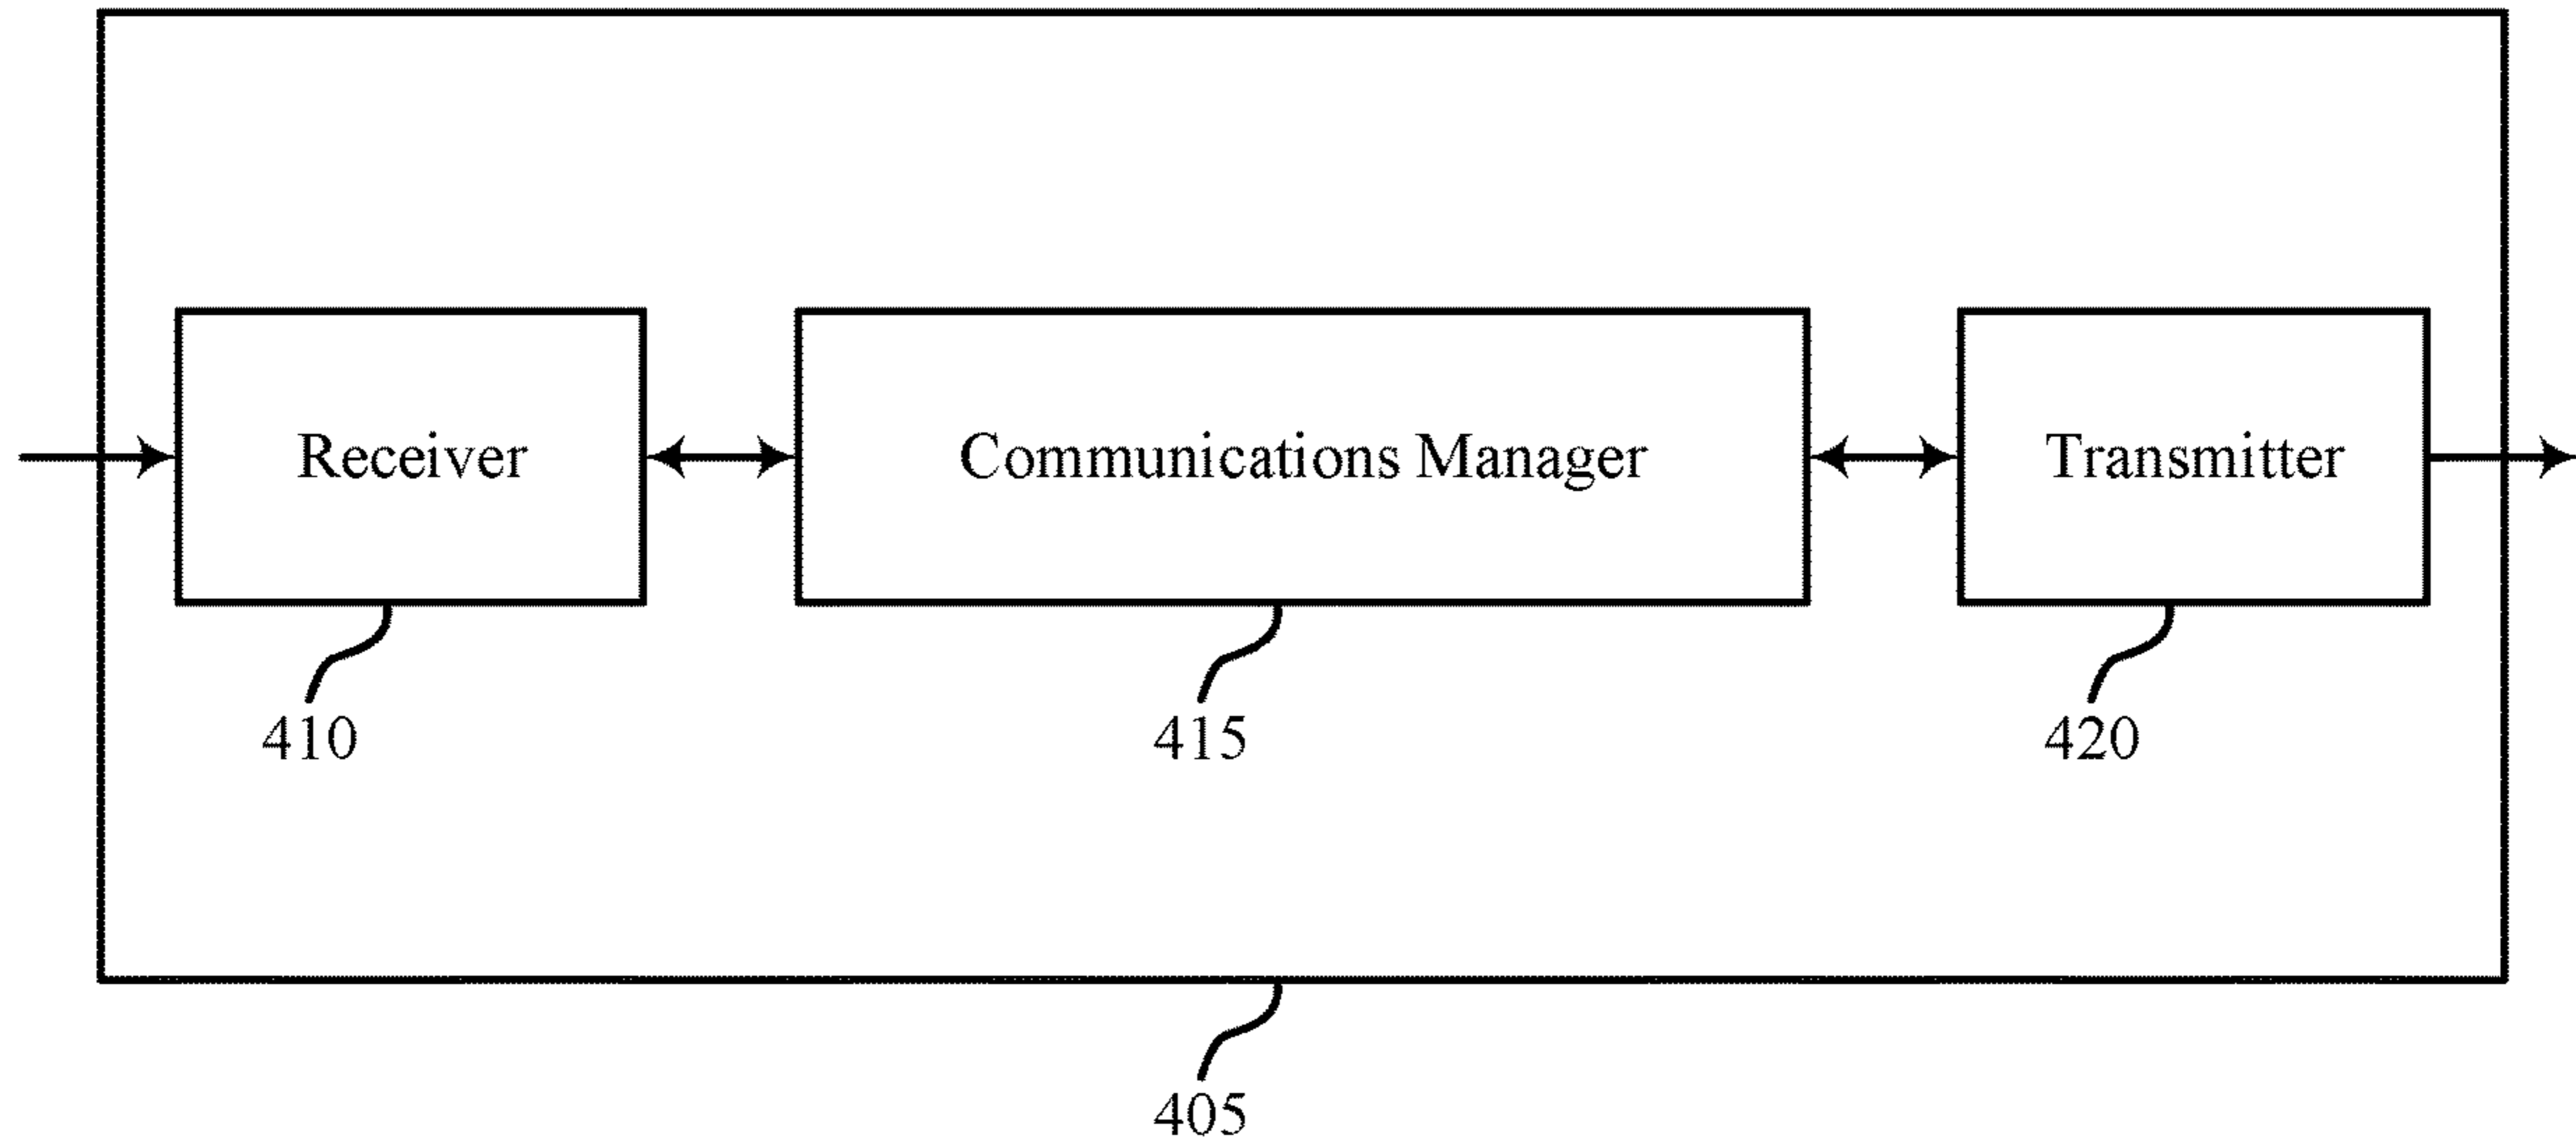 Receiver
Communications Manager
Transmitter
410
415
420
405